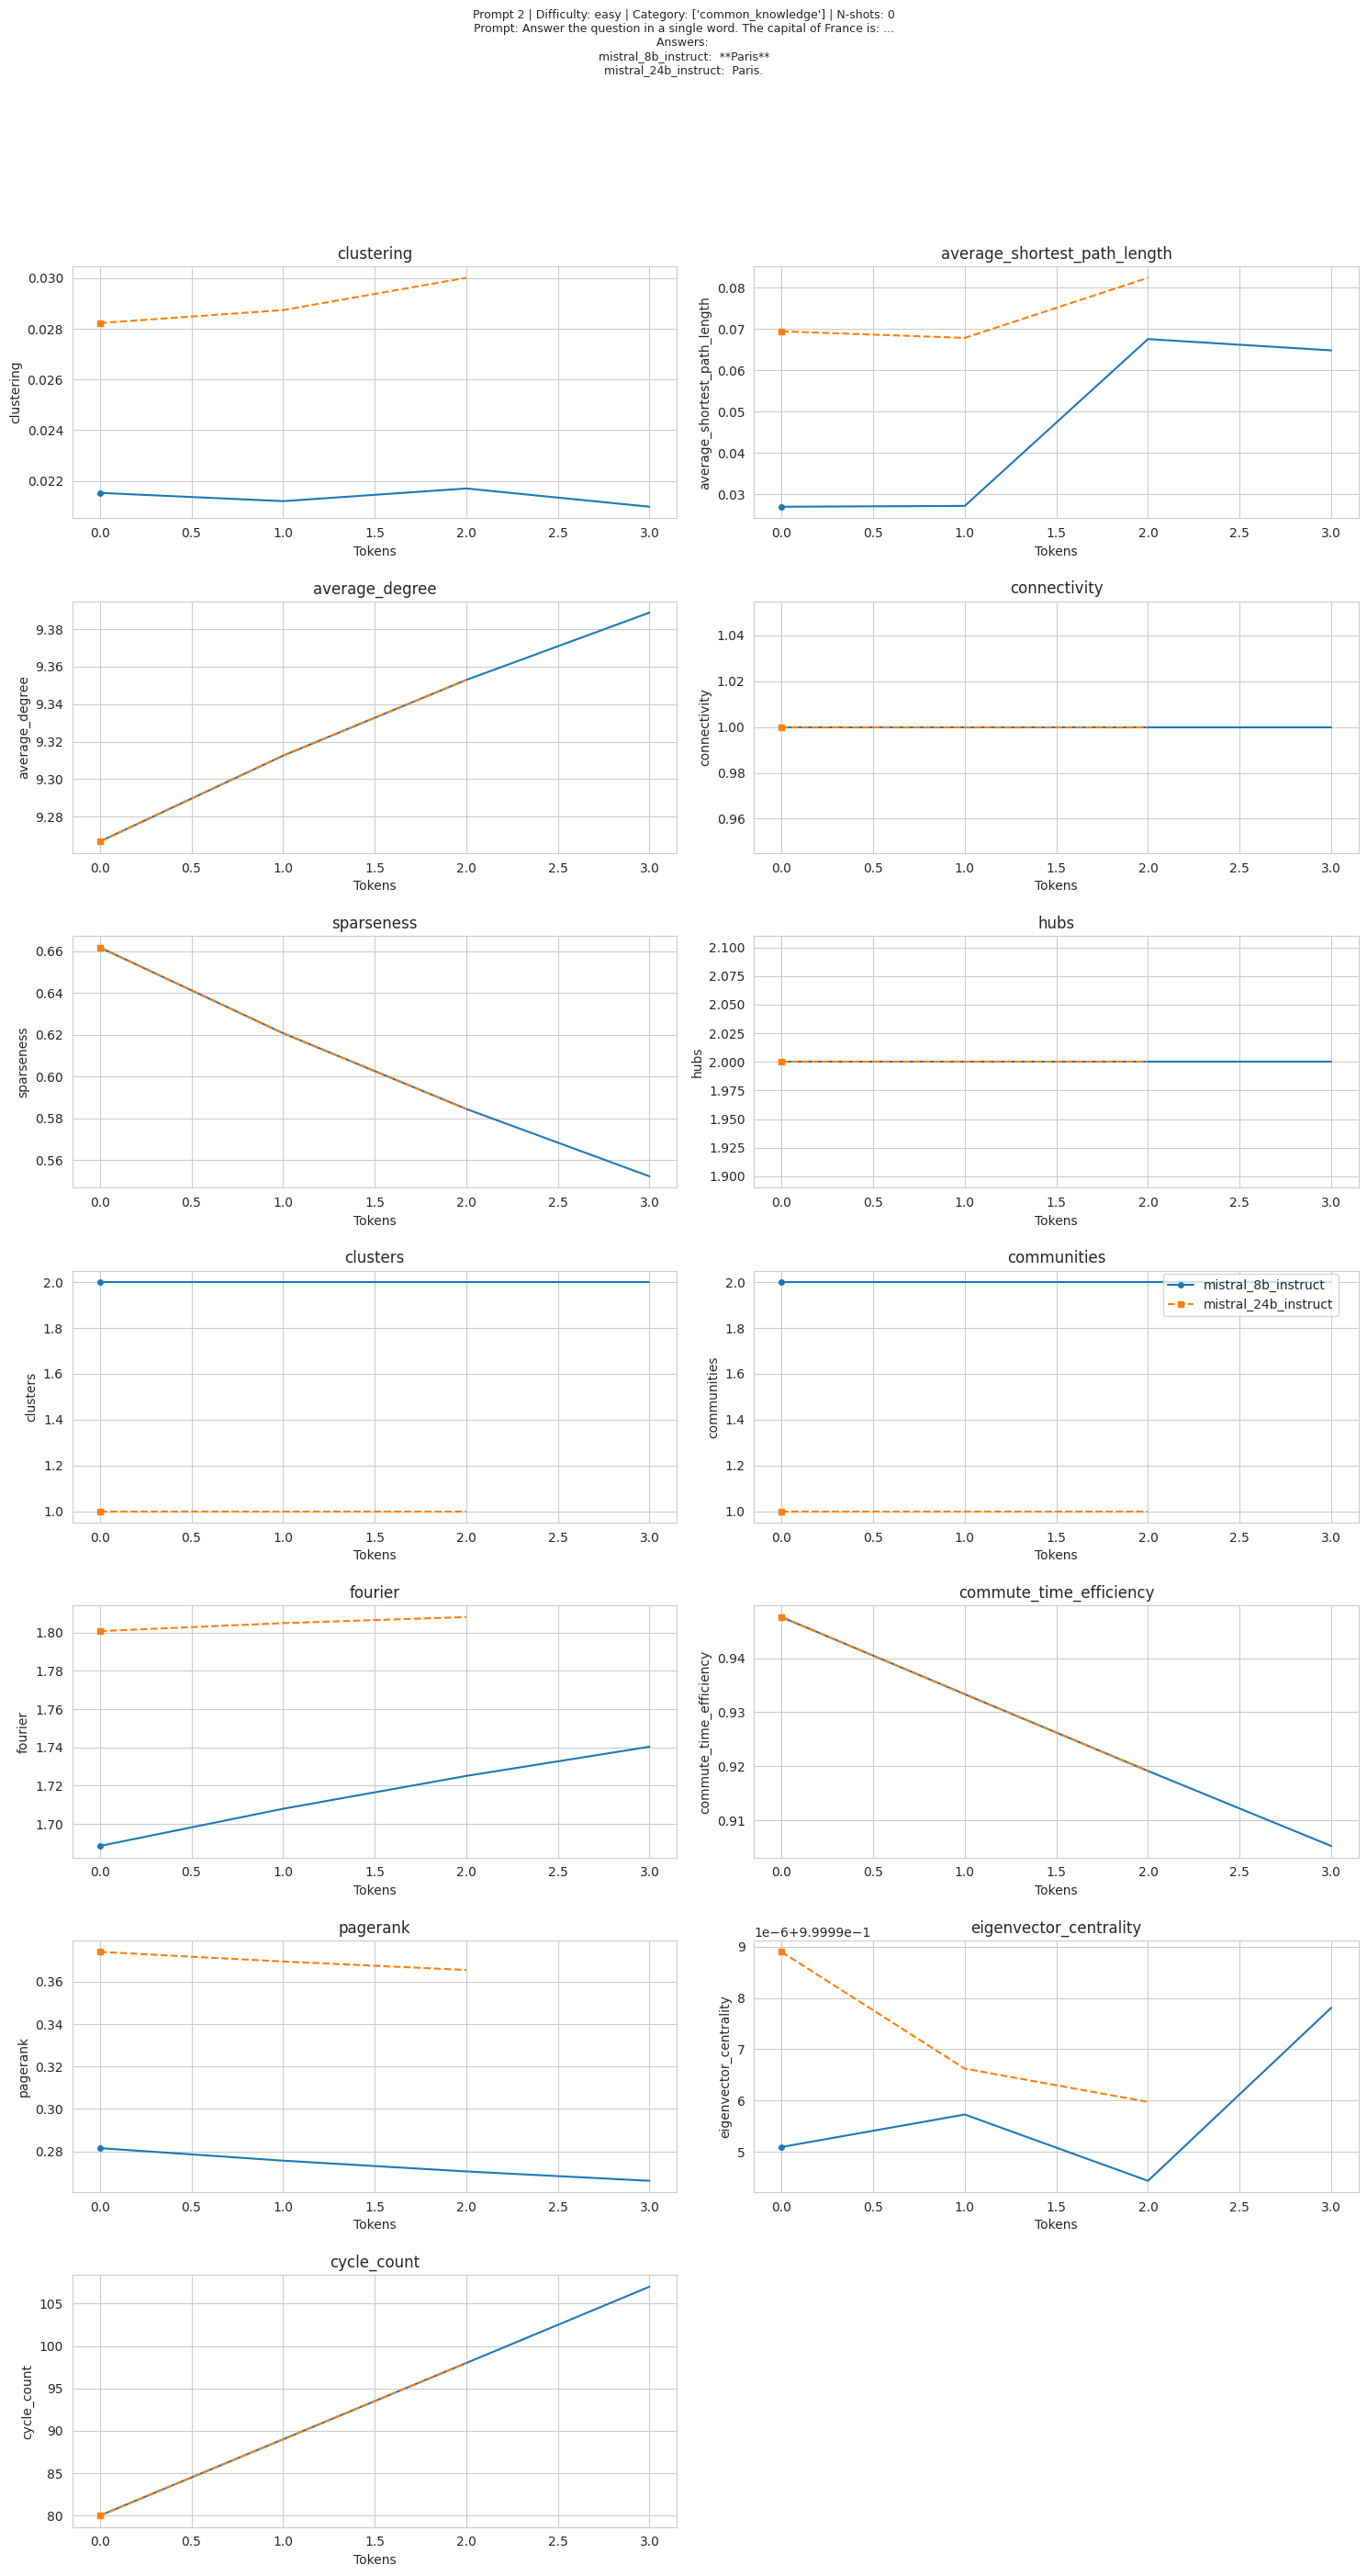 Prompt 2 | Difficulty: easy | Category: ['common_knowledge'] | N-shots: 0
Prompt: Answer the question in a single word. The capital of France is: ...
Answers:
mistral_8b_instruct:  **Paris**
mistral_24b_instruct:  Paris.
clustering
clustering
0.030
0.028
0.026
0.024
0.022
0.0 0.5 1.0 1.5 2.0 2.5 3.0
Tokens
average_shortest_path_length
average_shortest_path_length
0.08
0.07
0.06
0.05
0.04
0.03
0.0 0.5 1.0 1.5 2.0 2.5 3.0
Tokens
average_degree
average_degree
9.38
9.36
9.34
9.32
9.30
9.28
0.0 0.5 1.0 1.5 2.0 2.5 3.0
Tokens
connectivity
connectivity
1.04
1.02
1.00
0.98
0.96
0.0 0.5 1.0 1.5 2.0 2.5 3.0
Tokens
sparseness
sparseness
0.66
0.64
0.62
0.60
0.58
0.56
0.0 0.5 1.0 1.5 2.0 2.5 3.0
Tokens
hubs
hubs
2.100
2.075
2.050
2.025
2.000
1.975
1.950
1.925
1.900
0.0 0.5 1.0 1.5 2.0 2.5 3.0
Tokens
clusters
clusters
2.0
1.8
1.6
1.4
1.2
1.0
0.0 0.5 1.0 1.5 2.0 2.5 3.0
Tokens
communities
communities
2.0
1.8
1.6
1.4
1.2
1.0
mistral_8b_instruct
mistral_24b_instruct
0.0 0.5 1.0 1.5 2.0 2.5 3.0
Tokens
fourier
fourier
1.80
1.78
1.76
1.74
1.72
1.70
0.0 0.5 1.0 1.5 2.0 2.5 3.0
Tokens
commute_time_efficiency
commute_time_efficiency
0.94
0.93
0.92
0.91
0.0 0.5 1.0 1.5 2.0 2.5 3.0
Tokens
pagerank
pagerank
0.36
0.34
0.32
0.30
0.28
0.0 0.5 1.0 1.5 2.0 2.5 3.0
Tokens
eigenvector_centrality
1e−6+9.9999e−1
eigenvector_centrality
9
8
7
6
5
0.0 0.5 1.0 1.5 2.0 2.5 3.0
Tokens
cycle_count
cycle_count
105
100
95
90
85
80
0.0 0.5 1.0 1.5 2.0 2.5 3.0
Tokens